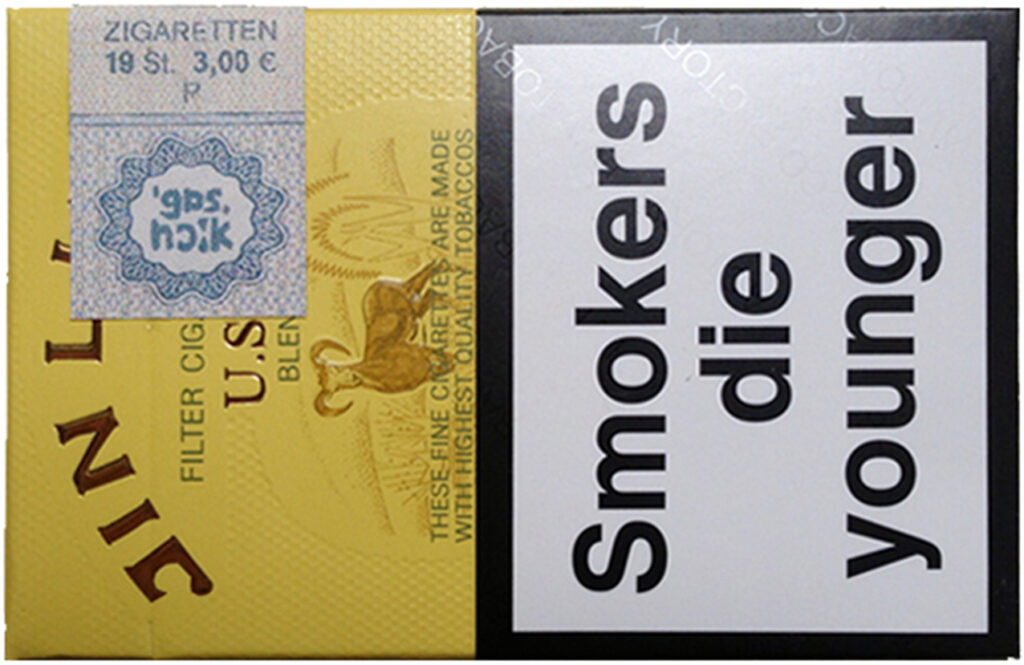 ZIGARETTEN
19 St. 3,00 €
P
JIN L
FILTER CIG
U.S
BLEN
THESE FINE CIGARETTES ARE MADE
WITH HIGHEST QUALITY TOBACCOS
Smokers
die
younger